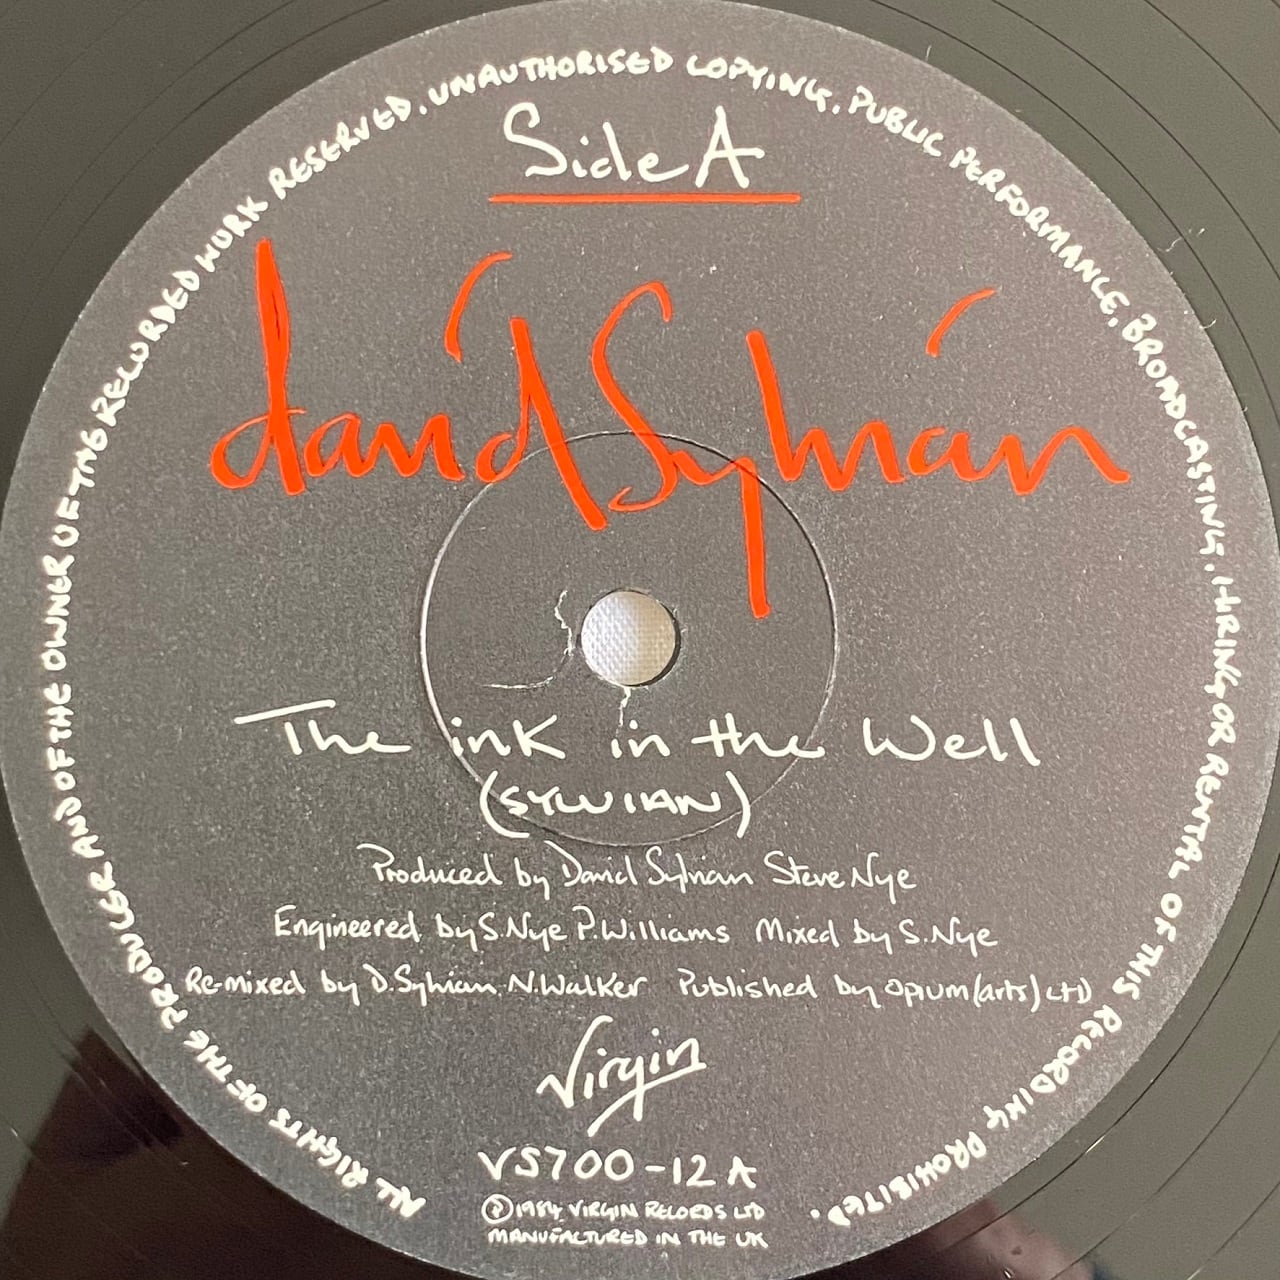 Side A
david Sylvian
The ink in the Well
(SYLVIAN)
Produced by David Sylvian Steve Nye
Engineered by S.Nye P.Williams Mixed by S.Nye
Re-mixed by D.Sylvian N.Walker Published by opium(arts) LTD
Virgin
VS700-12 A
℗ 1984 VIRGIN RECORDS LTD
MANUFACTURED IN THE UK
ALL RIGHTS OF THE PRODUCER AND OF THE OWNER OF THE RECORDED WORK RESERVED. UNAUTHORISED COPYING, PUBLIC PERFORMANCE, BROADCASTING, HIRING OR RENTAL OF THIS RECORDING PROHIBITED.